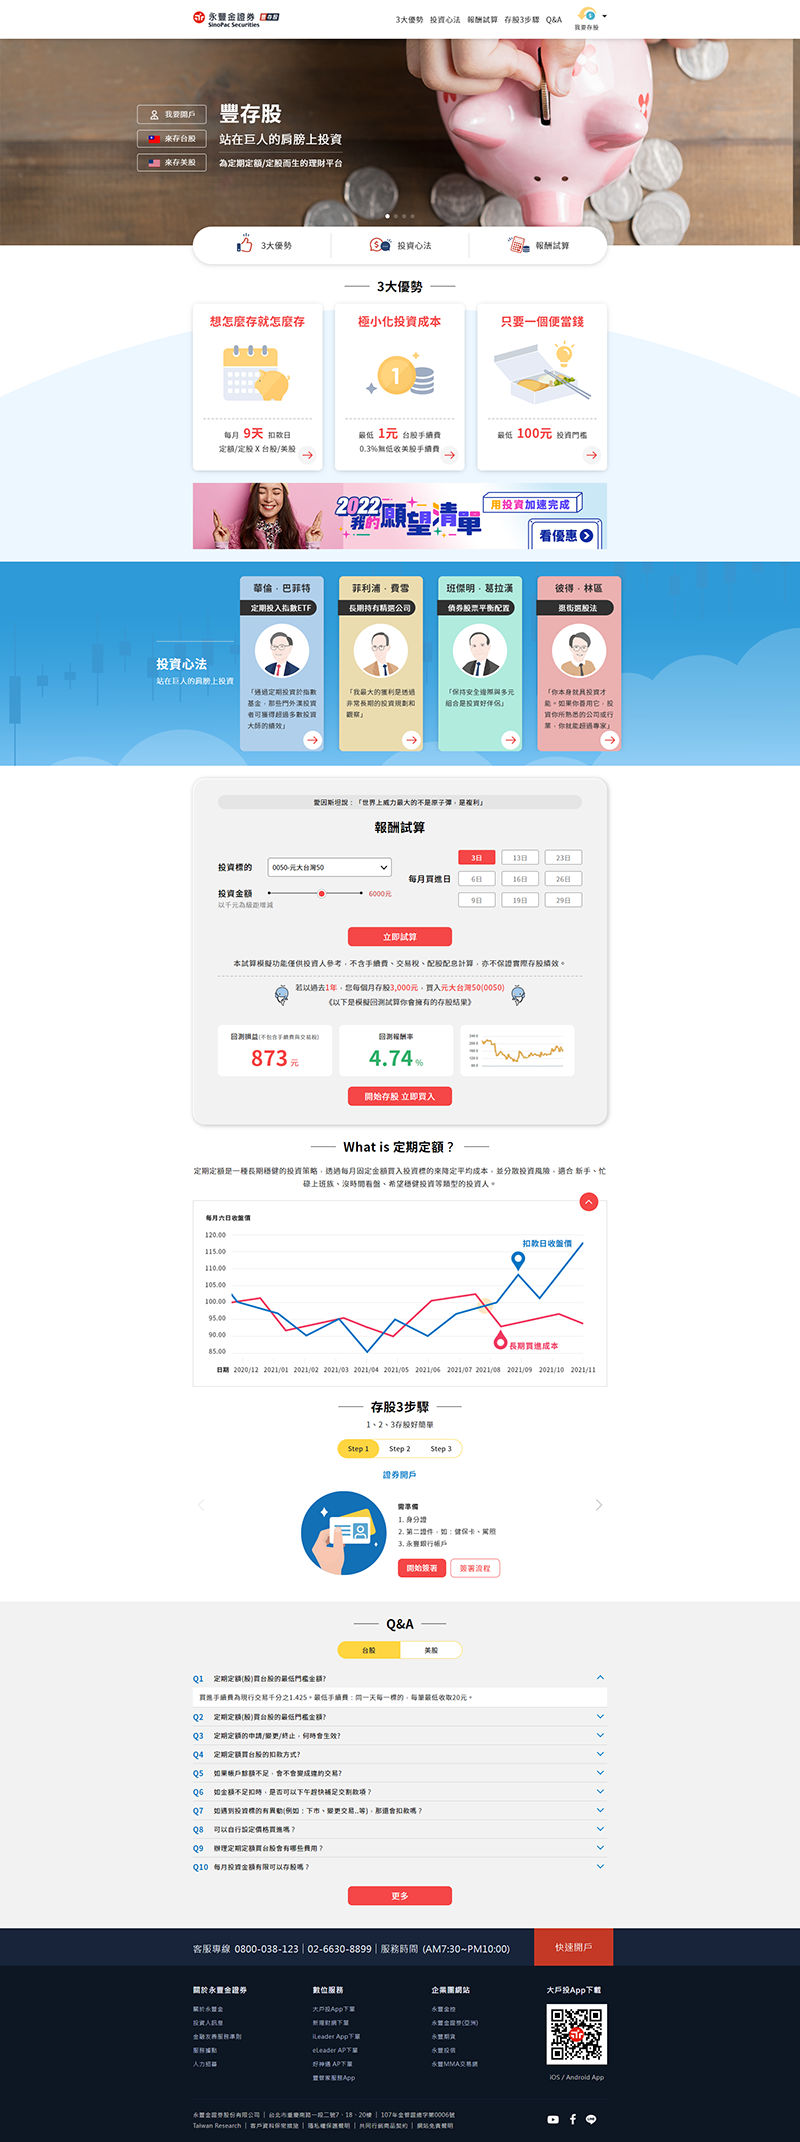 永豐金證券 豐存股
SinoPac Securities
3大優勢 投資心法 報酬試算 存股3步驟 Q&A
我要存股
我要開戶
來存台股
來存美股
豐存股
站在巨人的肩膀上投資
為定期定額/定股而生的理財平台
3大優勢
投資心法
報酬試算
3大優勢
想怎麼存就怎麼存
每月 9天 扣款日
定額/定股 X 台股/美股
極小化投資成本
最低 1元 台股手續費
0.3%無低收美股手續費
只要一個便當錢
最低 100元 投資門檻
2022
我的願望清單
用投資加速完成
看優惠
投資心法
站在巨人的肩膀上投資
華倫．巴菲特
定期投入指數ETF
「通過定期投資於指數
基金，那些門外漢投資
者可獲得超過多數投資
大師的績效」
菲利浦．費雪
長期持有精選公司
「我最大的獲利是透過
非常長期的投資規劃和
觀察」
班傑明．葛拉漢
債券股票平衡配置
「保持安全邊際與多元
組合是投資好伴侶」
彼得．林區
逛街選股法
「你本身就具投資才
能。如果你善用它，投
資你所熟悉的公司或行
業，你就能超過專家」
愛因斯坦說：「世界上威力最大的不是原子彈，是複利」
報酬試算
投資標的
0050-元大台灣50
投資金額
以千元為級距增減
6000元
每月買進日
3日 13日 23日
6日 16日 26日
9日 19日 29日
立即試算
本試算模擬功能僅供投資人參考，不含手續費、交易稅、配股配息計算，亦不保證實際存股績效。
若以過去1年，您每個月存股3,000元，買入元大台灣50(0050)
《以下是模擬回測試算你會擁有的存股結果》
回測損益(不包含手續費與交易稅)
873 元
回測報酬率
4.74 %
開始存股 立即買入
What is 定期定額？
定期定額是一種長期穩健的投資策略，透過每月固定金額買入投資標的來降定平均成本，並分散投資風險，適合 新手、忙
碌上班族、沒時間看盤、希望穩健投資等類型的投資人。
每月六日收盤價
120.00
115.00
110.00
105.00
100.00
95.00
90.00
85.00
扣款日收盤價
長期買進成本
日期 2020/12 2021/01 2021/02 2021/03 2021/04 2021/05 2021/06 2021/07 2021/08 2021/09 2021/10 2021/11
存股3步驟
1、2、3存股好簡單
Step 1 Step 2 Step 3
證券開戶
需準備
1. 身分證
2. 第二證件，如：健保卡、駕照
3. 永豐銀行帳戶
開始簽署 簽署流程
Q&A
台股 美股
Q1 定期定額(股)買台股的最低門檻金額?
買進手續費為現行交易千分之1.425。最低手續費：同一天每一標的，每筆最低收取20元。
Q2 定期定額(股)買台股的最低門檻金額?
Q3 定期定額的申請/變更/終止，何時會生效?
Q4 定期定額買台股的扣款方式?
Q5 如果帳戶餘額不足，會不會變成違約交易?
Q6 如金額不足扣時，是否可以下午趕快補足交割款項？
Q7 如遇到投資標的有異動(例如：下市、變更交易..等)，那還會扣款嗎？
Q8 可以自行設定價格買進嗎？
Q9 辦理定期定額買台股會有哪些費用？
Q10 每月投資金額有限可以存股嗎？
更多
客服專線 0800-038-123｜02-6630-8899｜服務時間 (AM7:30~PM10:00)
快速開戶
關於永豐金證券
關於永豐金
投資人訊息
金融友善服務準則
服務據點
人力招募
數位服務
大戶投App下單
新理財網下單
iLeader App下單
eLeader AP下單
好神通 AP下單
豐管家服務App
企業團網站
永豐金控
永豐金證券(亞洲)
永豐期貨
永豐投信
永豐MMA交易網
大戶投App下載
iOS / Android App
永豐金證券股份有限公司｜台北市重慶南路一段二號7、18、20樓｜107年金管證總字第0006號
Taiwan Research｜客戶資料保密措施｜隱私權保護聲明｜共同行銷商品契約｜網站免責聲明